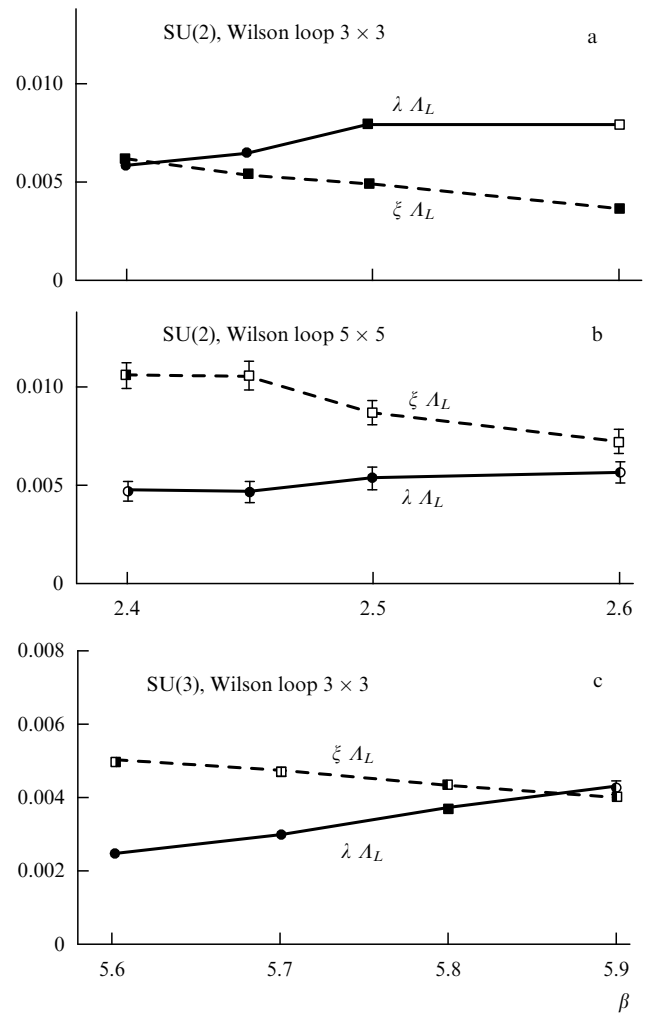 SU(2), Wilson loop 3 × 3 a
0.010
λ Λ_L
0.005
ξ Λ_L
0
SU(2), Wilson loop 5 × 5 b
0.010
ξ Λ_L
0.005
λ Λ_L
0
2.4 2.5 2.6
0.008
SU(3), Wilson loop 3 × 3 c
0.006
ξ Λ_L
0.004
λ Λ_L
0.002
0
5.6 5.7 5.8 5.9
β